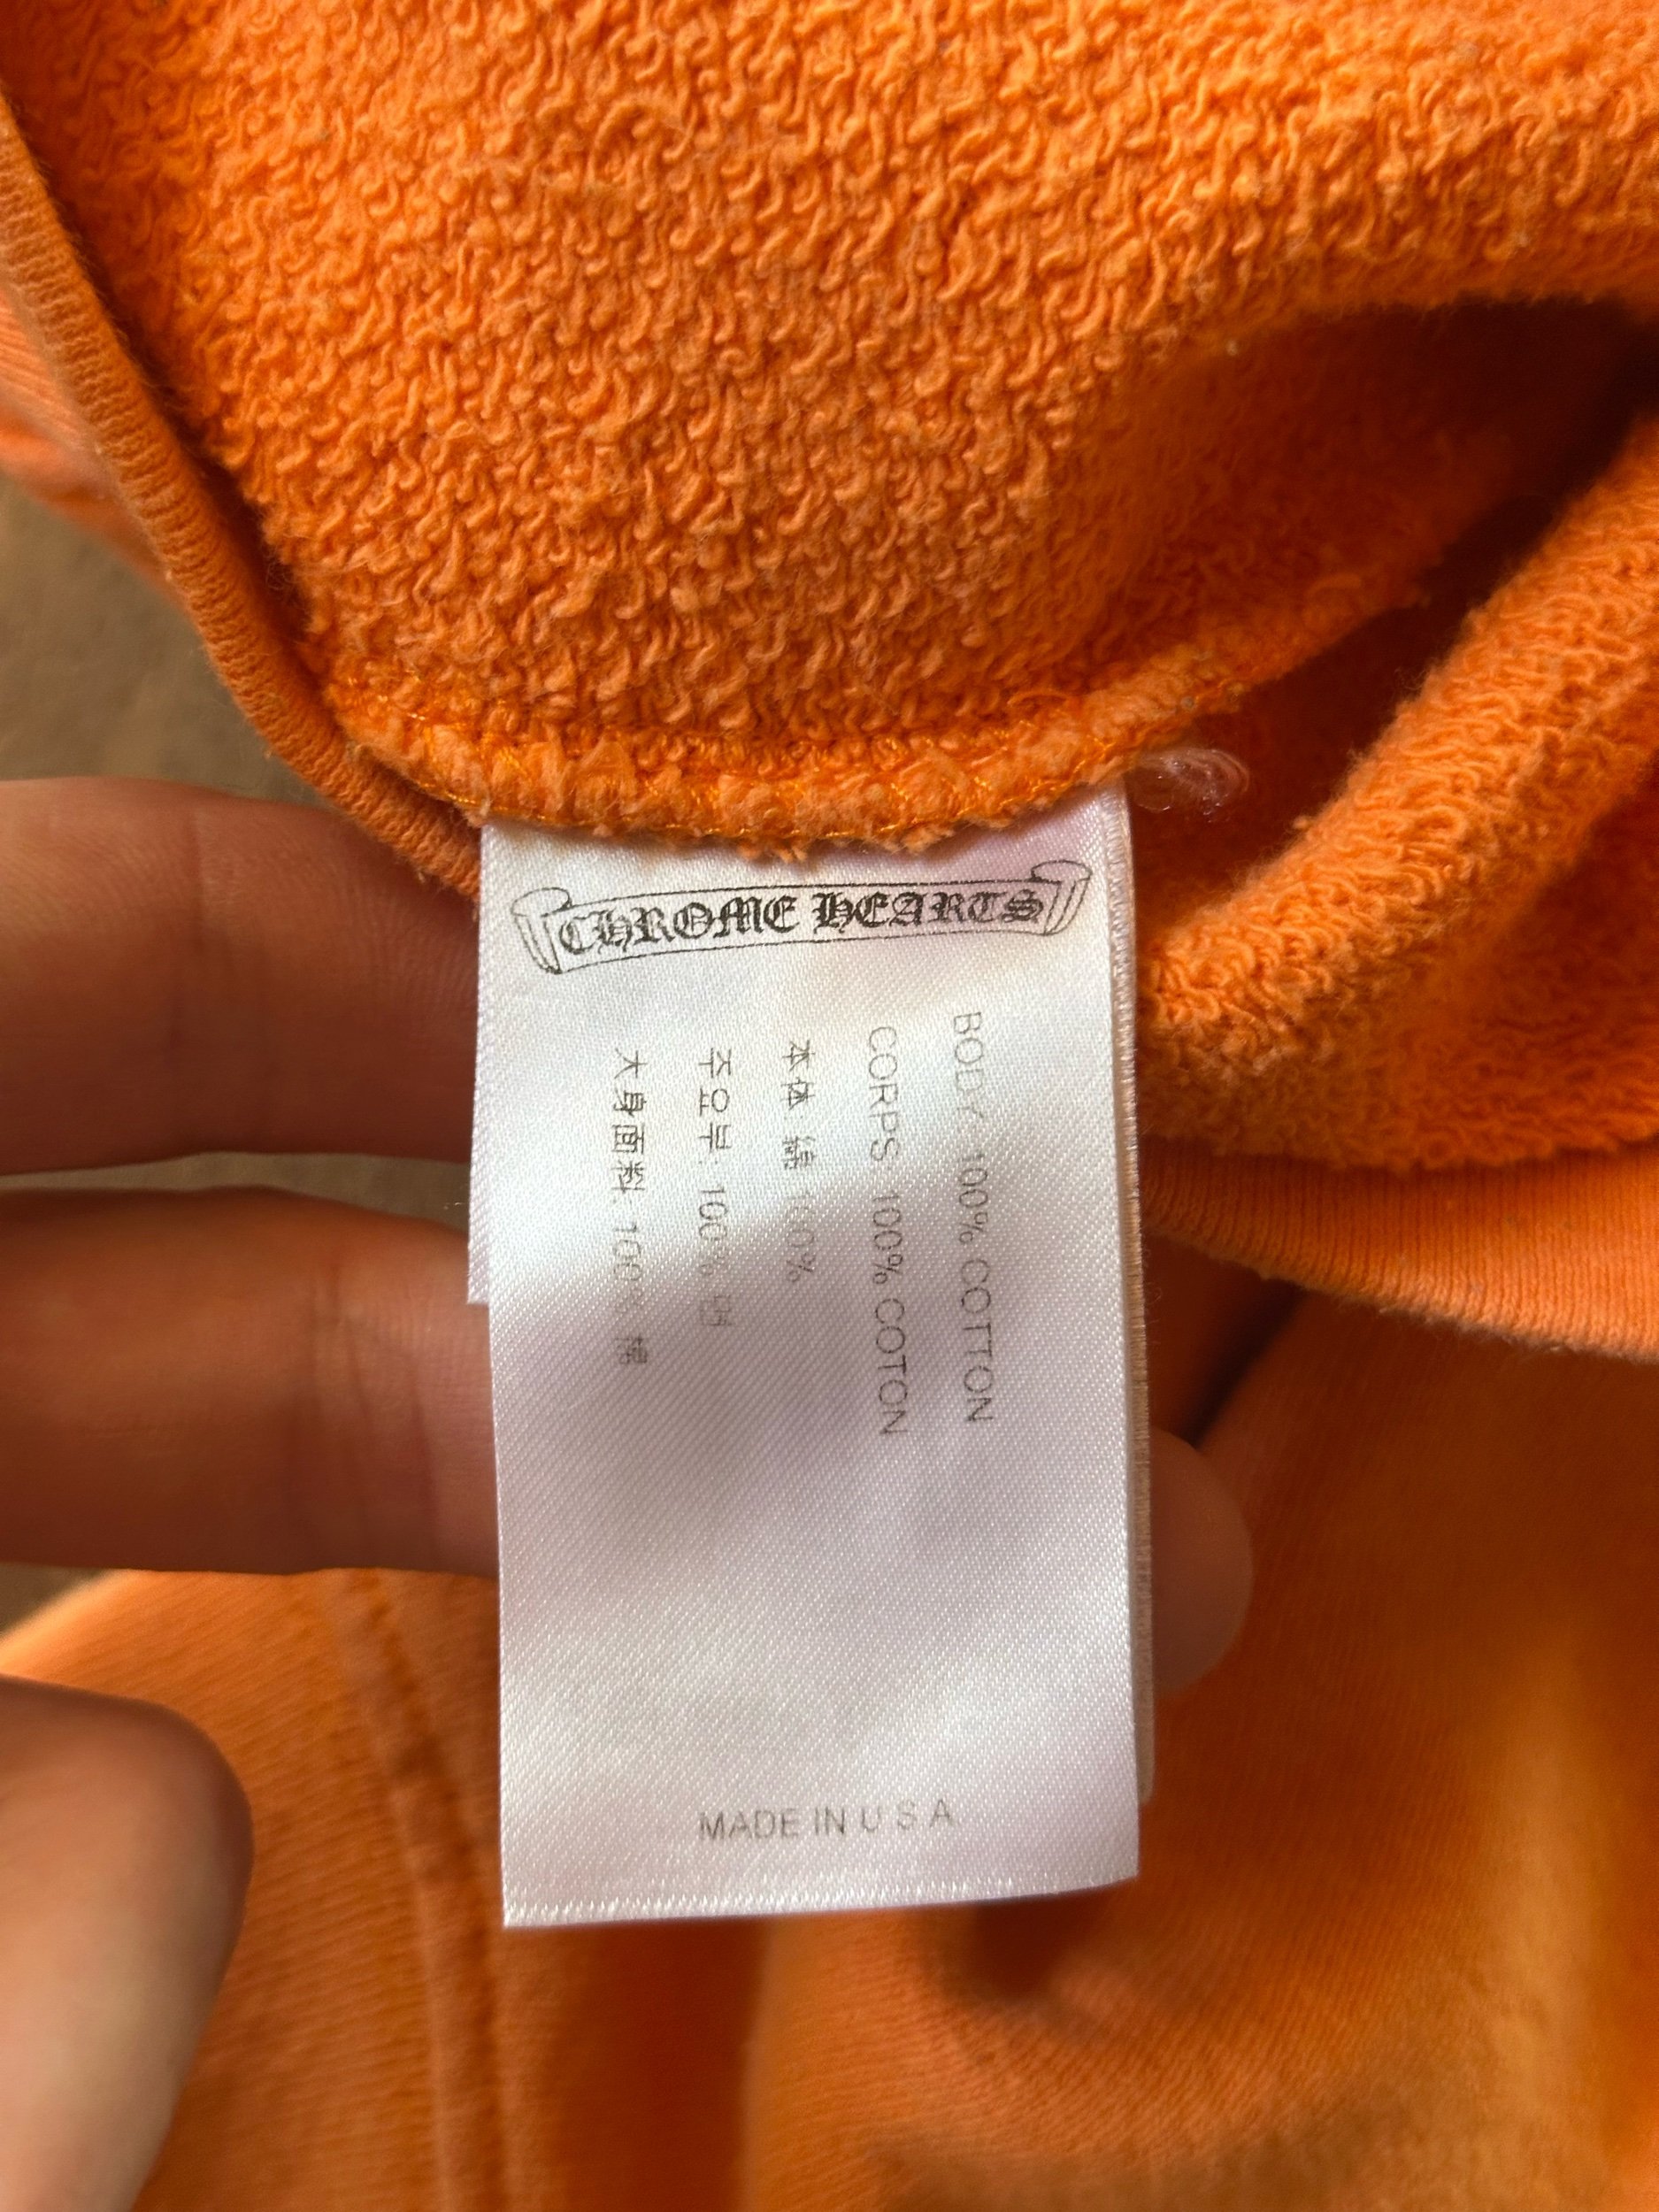 CHROME HEARTS
BODY 100% COTTON
CORPS 100% COTON
本体 綿 100%
주요부: 100% 면
大身面料: 100% 棉
MADE IN U S A